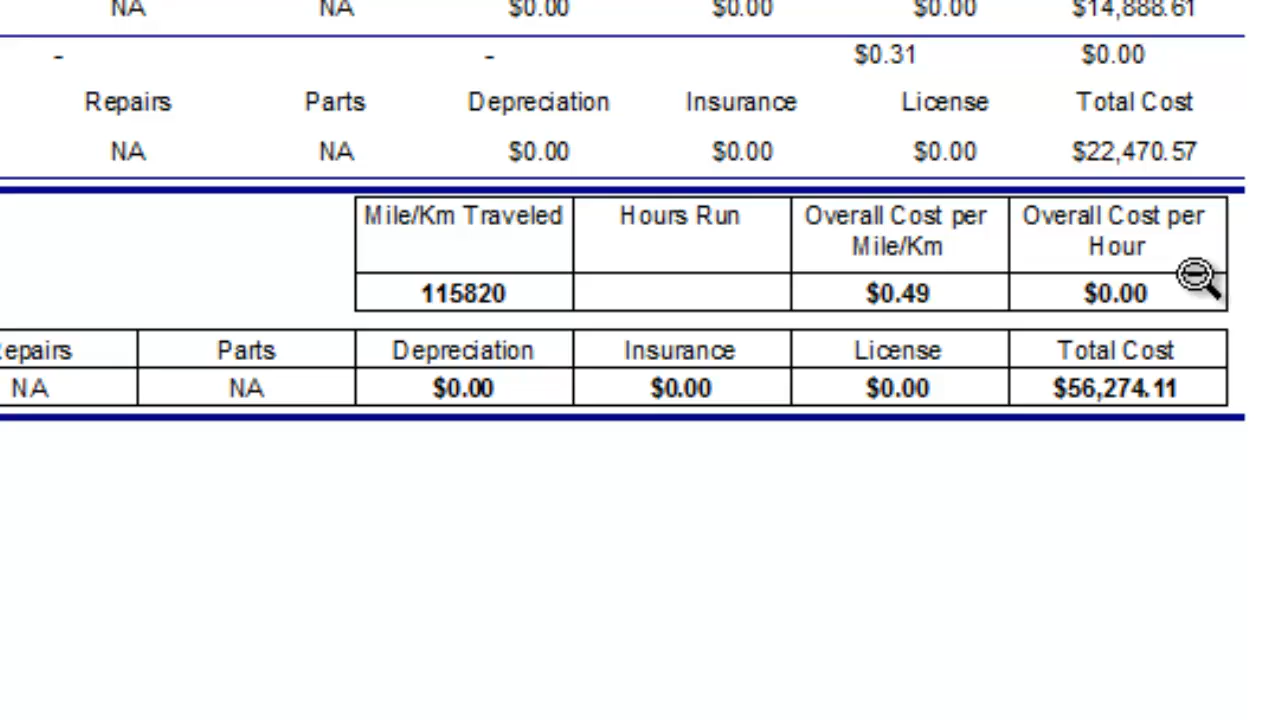 NA NA $0.00 $0.00 $0.00 $14,888.61
- - $0.31 $0.00
Repairs Parts Depreciation Insurance License Total Cost
NA NA $0.00 $0.00 $0.00 $22,470.57
Mile/Km Traveled Hours Run Overall Cost per Mile/Km Overall Cost per Hour
115820 $0.49 $0.00
epairs Parts Depreciation Insurance License Total Cost
NA NA $0.00 $0.00 $0.00 $56,274.11